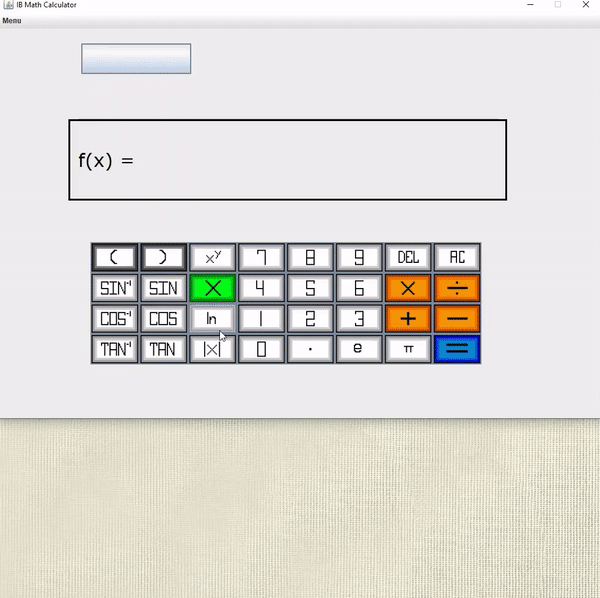 IB Math Calculator
Menu
f(x) =
( ) xʸ 7 8 9 DEL AC
SIN⁻¹ SIN X 4 5 6 × ÷
COS⁻¹ COS ln 1 2 3 + −
TAN⁻¹ TAN |x| 0 · e π =